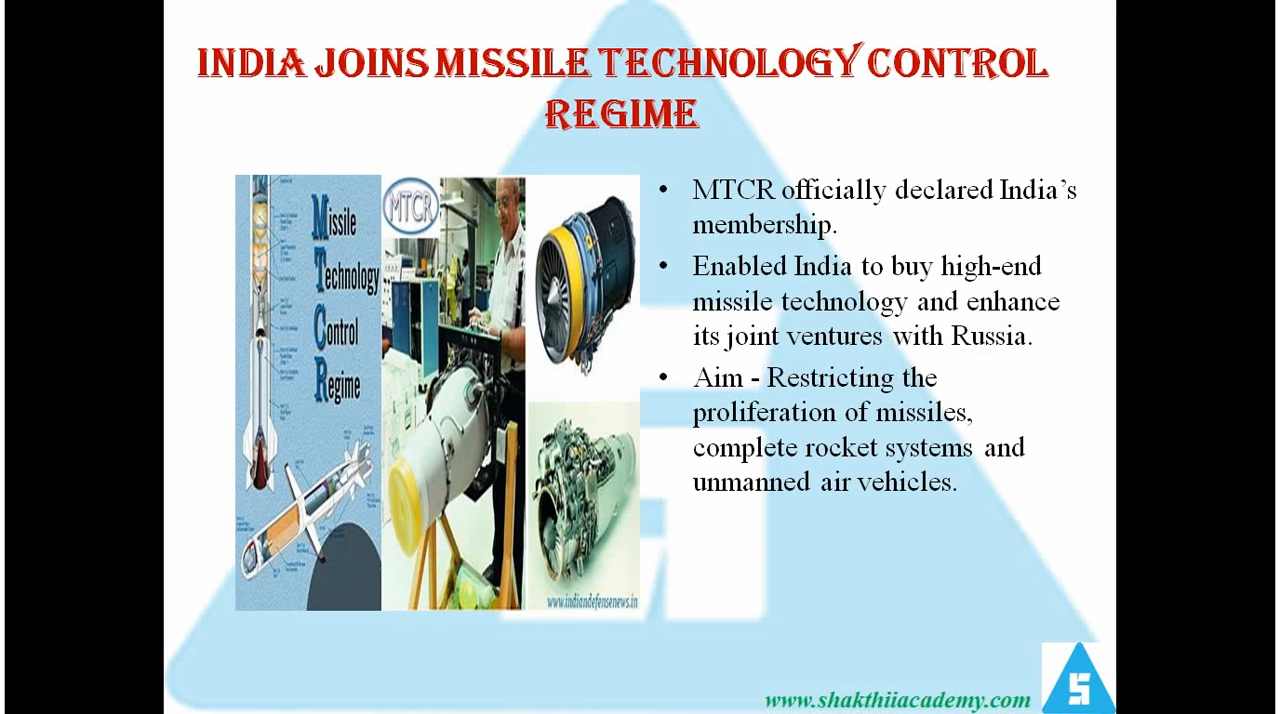 INDIA JOINS MISSILE TECHNOLOGY CONTROL
REGIME
Missile
Technology
Control
Regime
MTCR
www.indiandefensenews.in
• MTCR officially declared India's
membership.
• Enabled India to buy high-end
missile technology and enhance
its joint ventures with Russia.
• Aim - Restricting the
proliferation of missiles,
complete rocket systems and
unmanned air vehicles.
www.shakthiiacademy.com
S